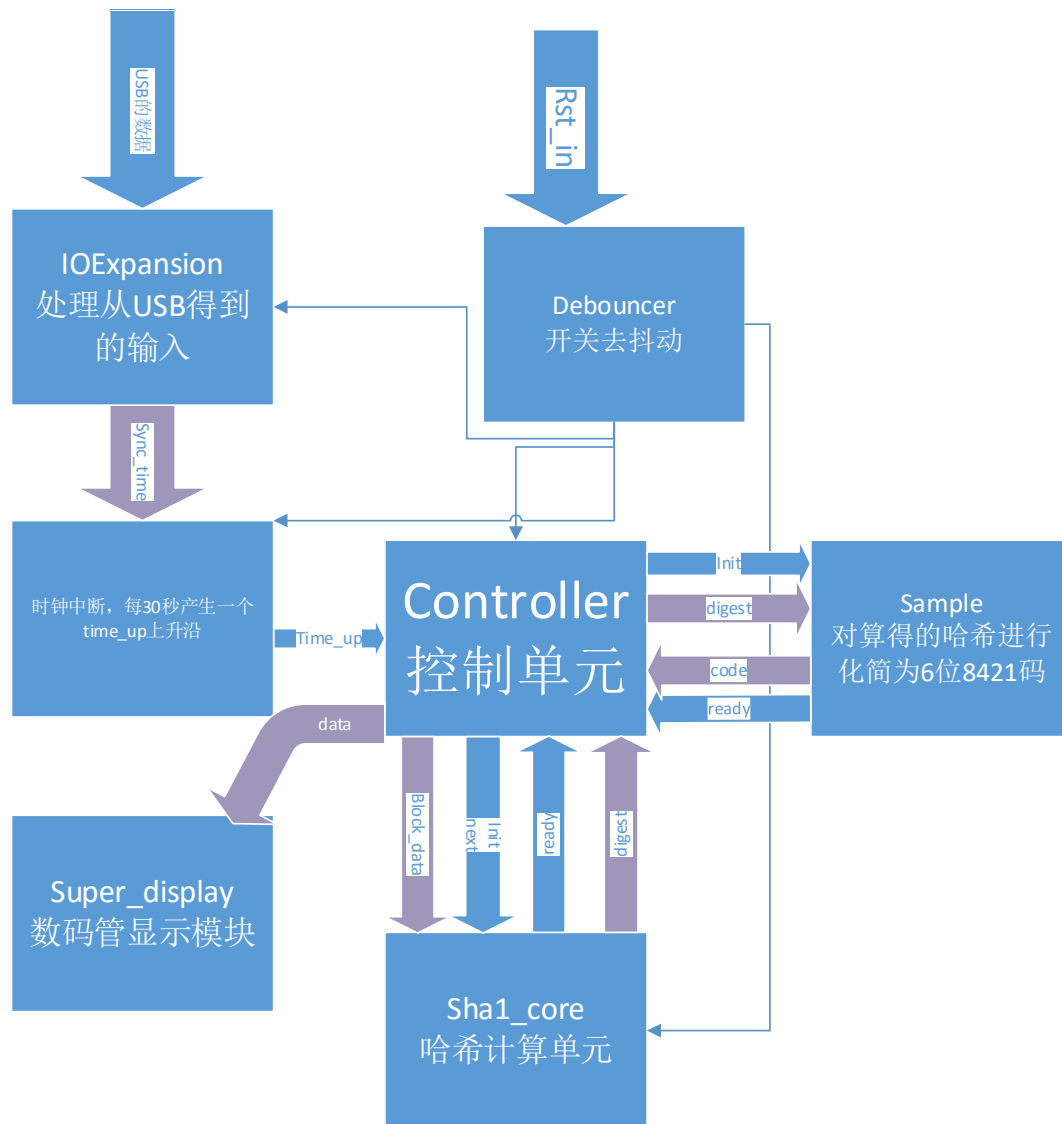 USB的数据
Rst_in
IOExpansion
处理从USB得到
的输入
Debouncer
开关去抖动
Sync_time
时钟中断，每30秒产生一个
time_up上升沿
Time_up
Controller
控制单元
Init
digest
code
ready
Sample
对算得的哈希进行
化简为6位8421码
data
Block_data
Init
next
ready
digest
Super_display
数码管显示模块
Sha1_core
哈希计算单元